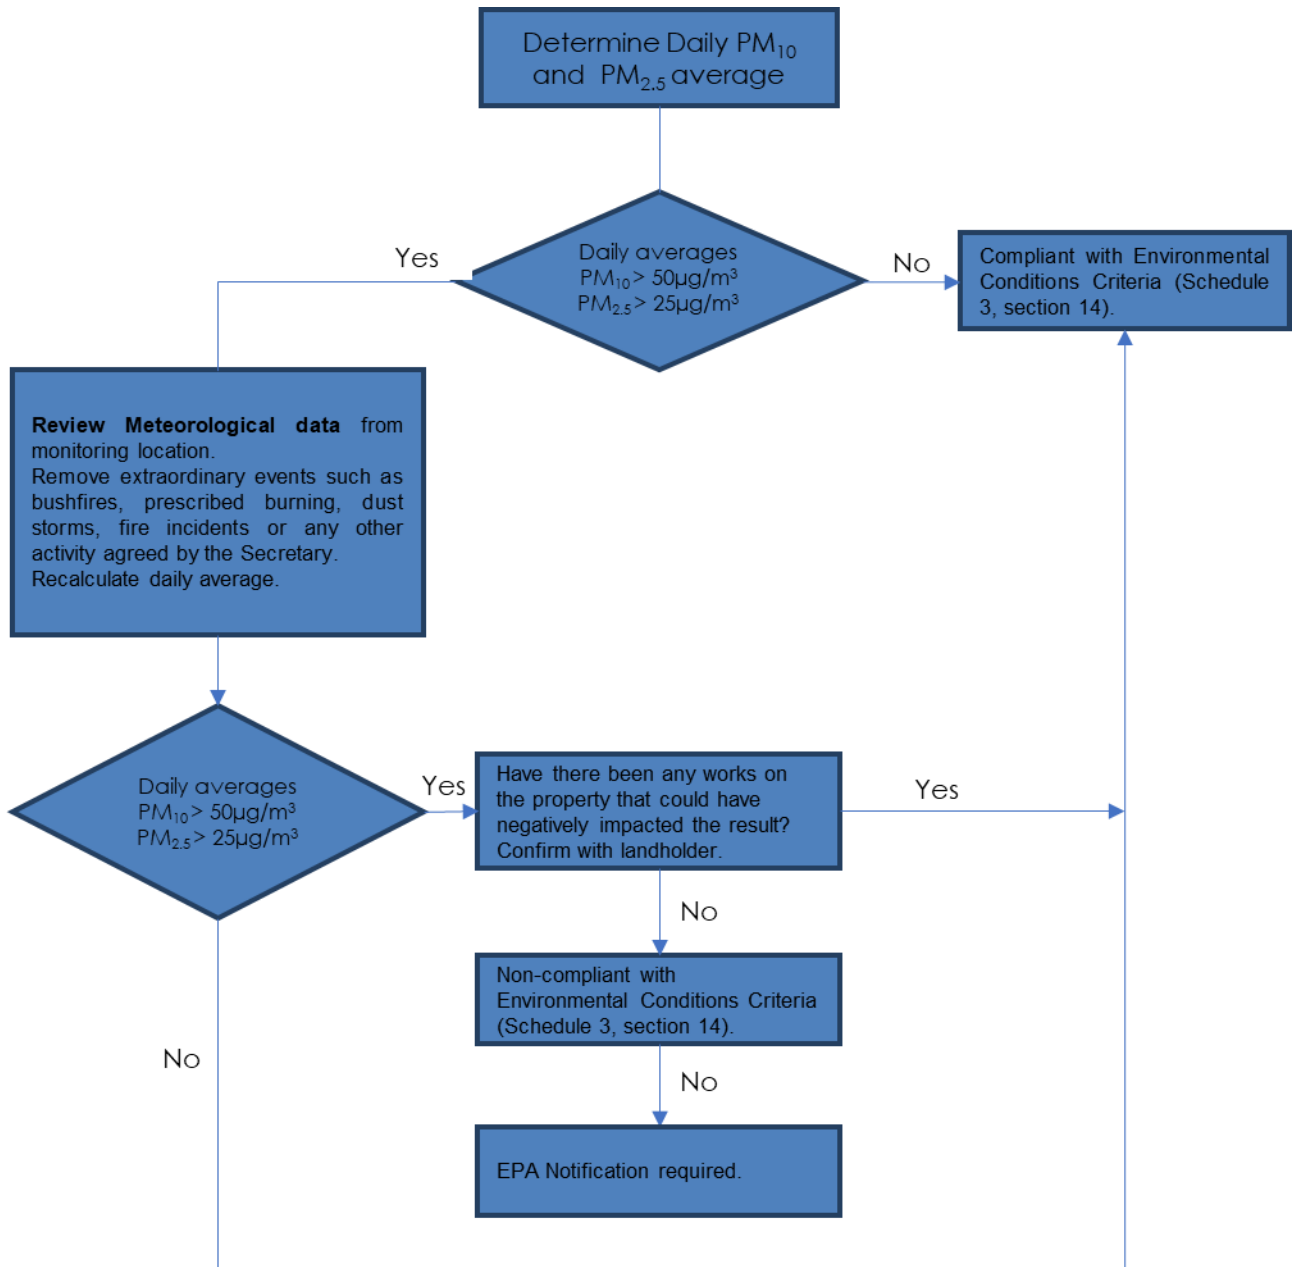 Determine Daily PM₁₀
and PM₂.₅ average
Daily averages
PM₁₀ > 50µg/m³
PM₂.₅ > 25µg/m³
Yes
No
Compliant with Environmental
Conditions Criteria (Schedule
3, section 14).
Review Meteorological data from
monitoring location.
Remove extraordinary events such as
bushfires, prescribed burning, dust
storms, fire incidents or any other
activity agreed by the Secretary.
Recalculate daily average.
Daily averages
PM₁₀ > 50µg/m³
PM₂.₅ > 25µg/m³
Yes
Have there been any works on
the property that could have
negatively impacted the result?
Confirm with landholder.
Yes
No
Non-compliant with
Environmental Conditions Criteria
(Schedule 3, section 14).
No
No
EPA Notification required.